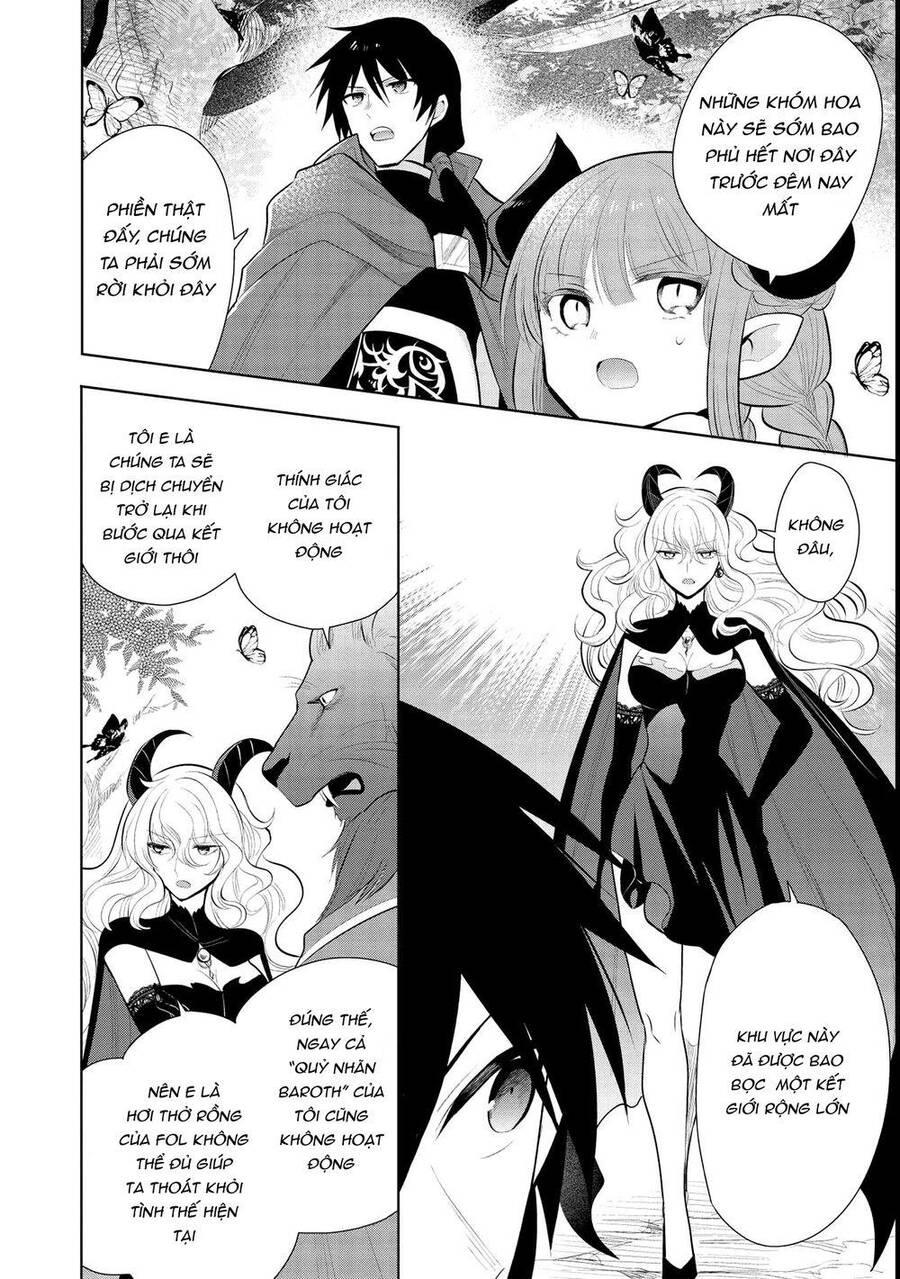 NHỮNG KHÓM HOA
NÀY SẼ SỚM BAO
PHỦ HẾT NƠI ĐÂY
TRƯỚC ĐÊM NAY
MẤT
PHIỀN THẬT
ĐẤY, CHÚNG
TA PHẢI SỚM
RỜI KHỎI ĐÂY
KHÔNG
ĐÂU,
KHU VỰC NÀY
ĐÃ ĐƯỢC BAO
BỌC MỘT KẾT
GIỚI RỘNG LỚN
THÍNH GIÁC
CỦA TÔI
KHÔNG HOẠT
ĐỘNG
TÔI E LÀ
CHÚNG TA SẼ
BỊ DỊCH CHUYỂN
TRỞ LẠI KHI
BƯỚC QUA KẾT
GIỚI THÔI
ĐÚNG THẾ,
NGAY CẢ
“QUỶ NHÃN
BAROTH” CỦA
TÔI CŨNG
KHÔNG HOẠT
ĐỘNG
NÊN E LÀ
HƠI THỞ RỒNG
CỦA FOL KHÔNG
THỂ ĐỦ GIÚP
TA THOÁT KHỎI
TÌNH THẾ HIỆN
TẠI